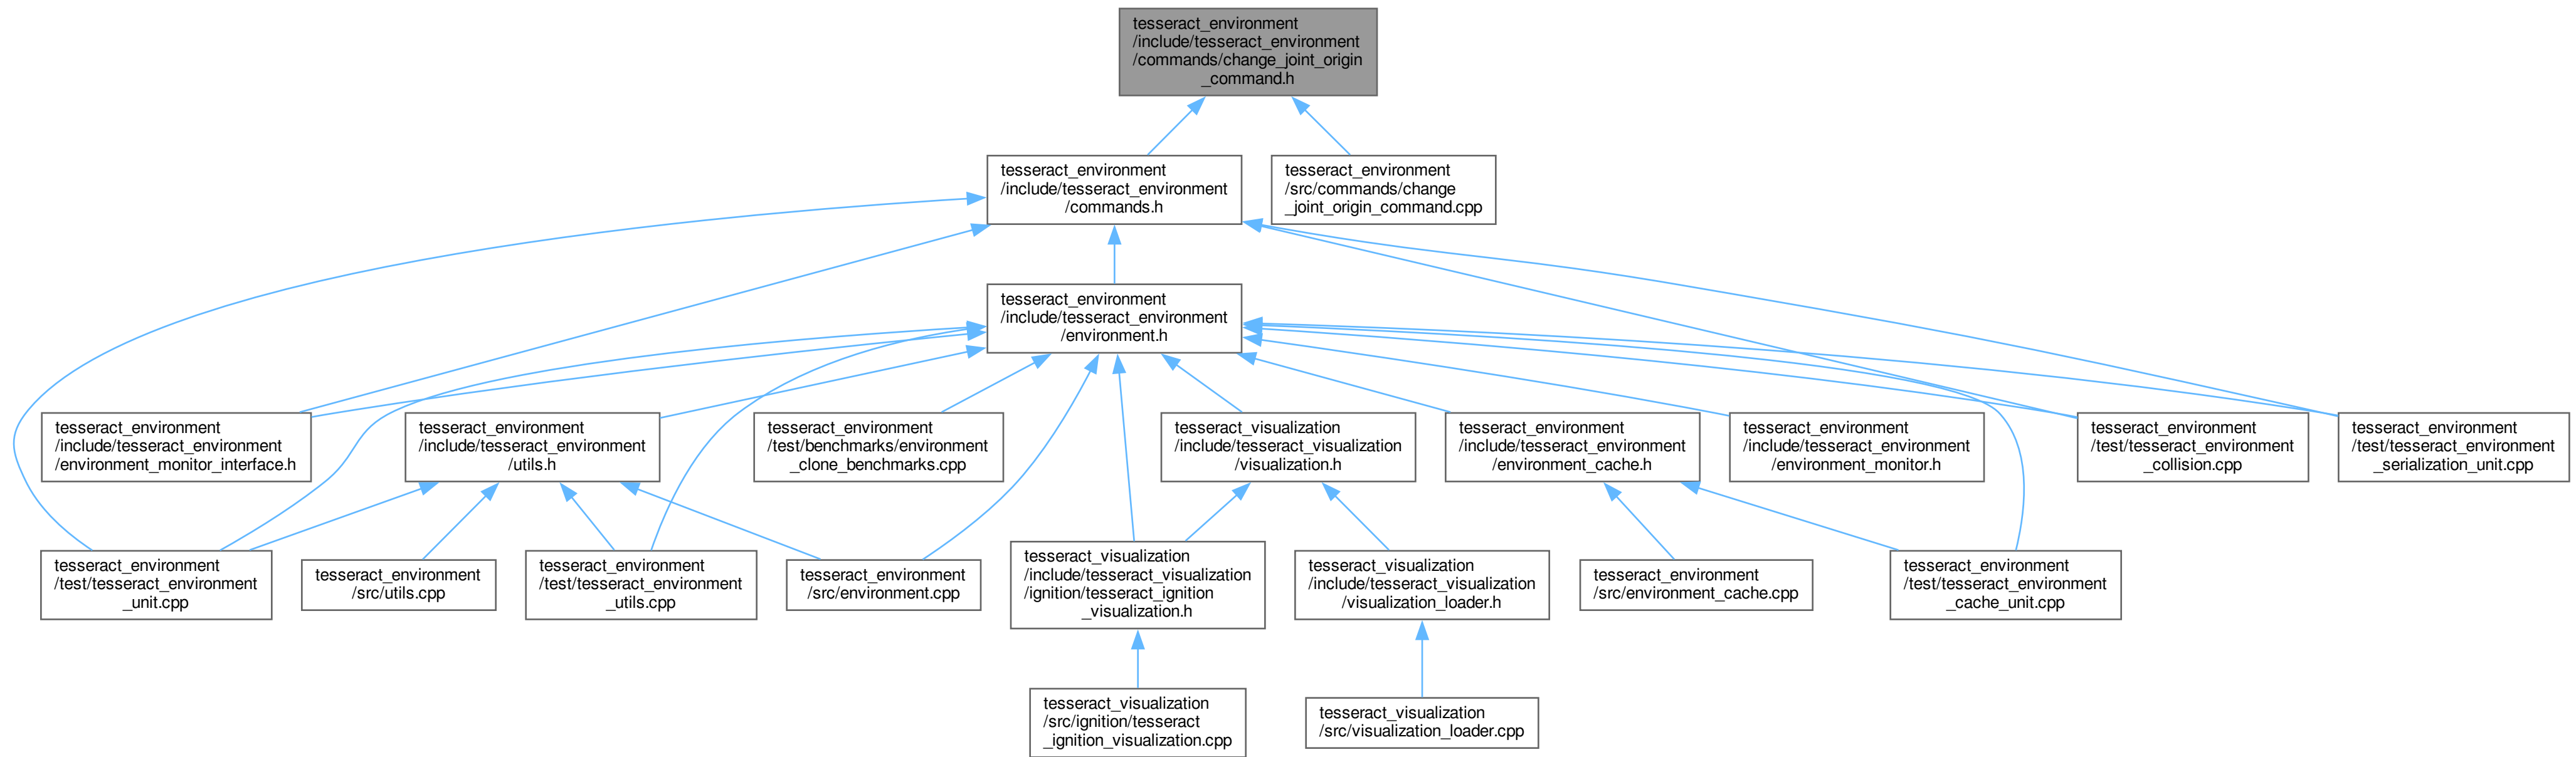 tesseract_environment
/include/tesseract_environment
/commands/change_joint_origin
_command.h
tesseract_environment
/include/tesseract_environment
/commands.h
tesseract_environment
/src/commands/change
_joint_origin_command.cpp
tesseract_environment
/include/tesseract_environment
/environment.h
tesseract_environment
/include/tesseract_environment
/environment_monitor_interface.h
tesseract_environment
/include/tesseract_environment
/utils.h
tesseract_environment
/test/benchmarks/environment
_clone_benchmarks.cpp
tesseract_visualization
/include/tesseract_visualization
/visualization.h
tesseract_environment
/include/tesseract_environment
/environment_cache.h
tesseract_environment
/include/tesseract_environment
/environment_monitor.h
tesseract_environment
/test/tesseract_environment
_collision.cpp
tesseract_environment
/test/tesseract_environment
_serialization_unit.cpp
tesseract_environment
/test/tesseract_environment
_unit.cpp
tesseract_environment
/src/utils.cpp
tesseract_environment
/test/tesseract_environment
_utils.cpp
tesseract_environment
/src/environment.cpp
tesseract_visualization
/include/tesseract_visualization
/ignition/tesseract_ignition
_visualization.h
tesseract_visualization
/include/tesseract_visualization
/visualization_loader.h
tesseract_environment
/src/environment_cache.cpp
tesseract_environment
/test/tesseract_environment
_cache_unit.cpp
tesseract_visualization
/src/ignition/tesseract
_ignition_visualization.cpp
tesseract_visualization
/src/visualization_loader.cpp